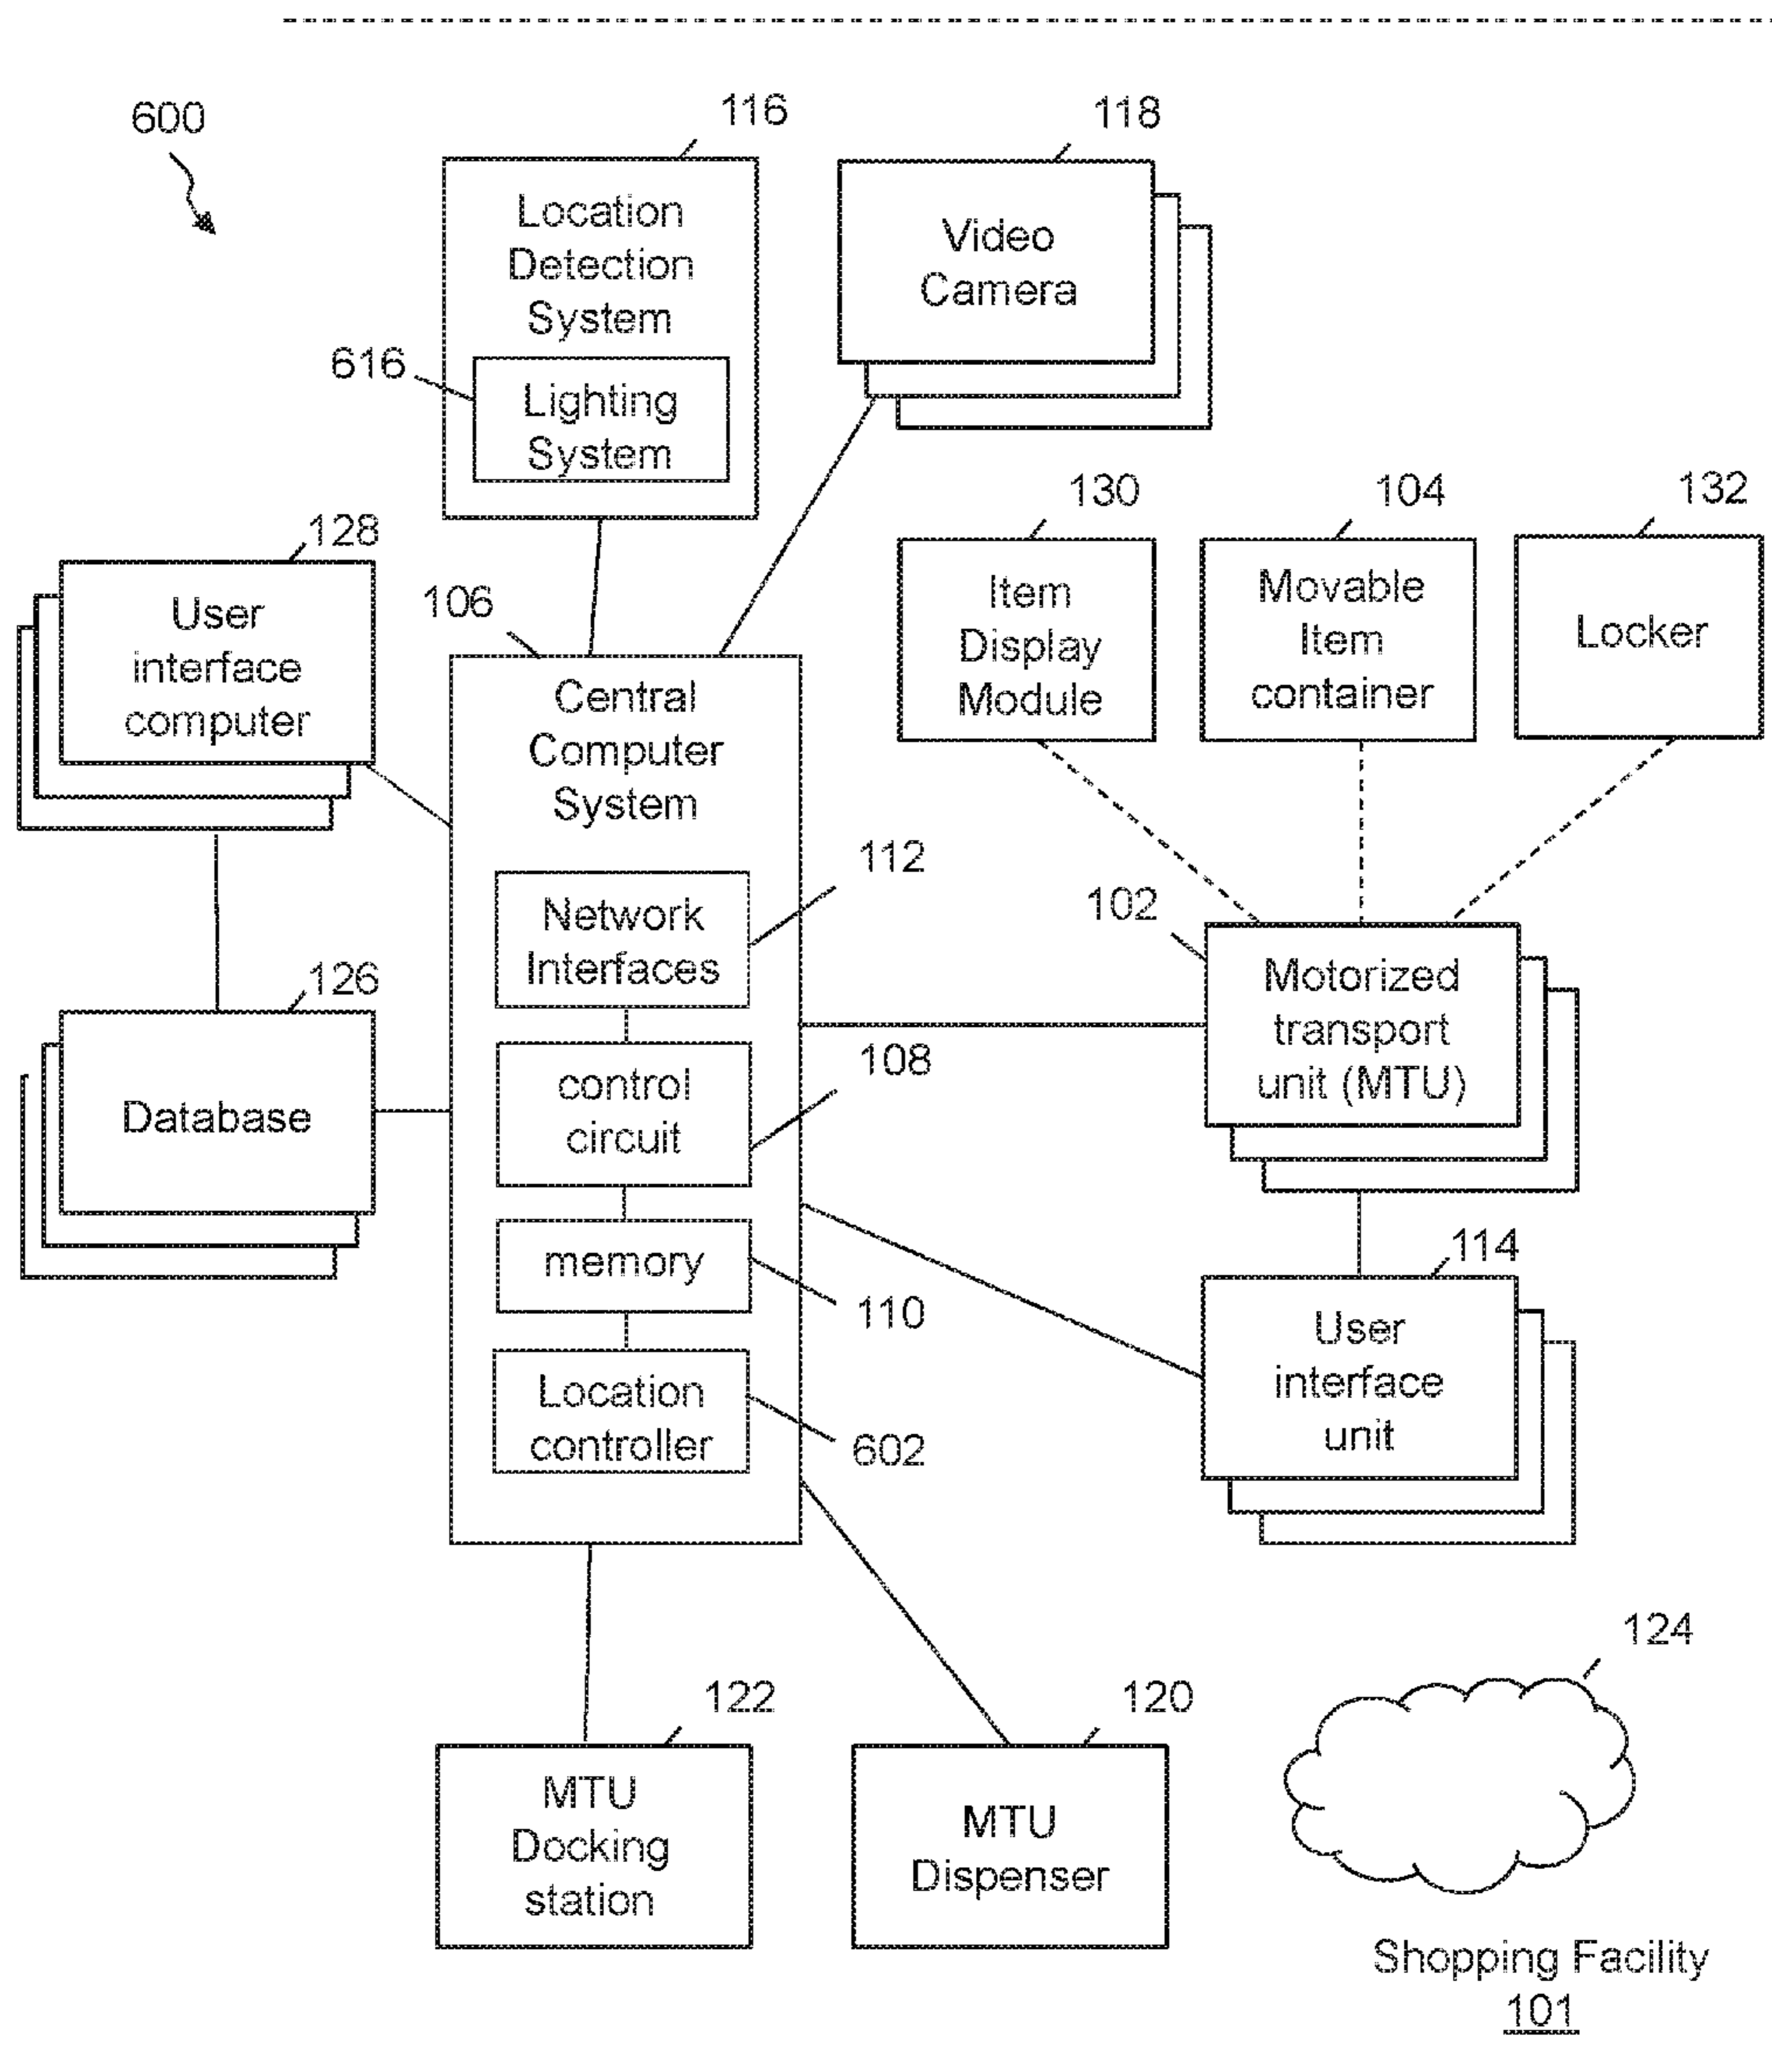 600
116
118
Location
Detection
System
616
Lighting
System
Video
Camera
128
User
interface
computer
106
130
104
132
Item
Display
Module
Movable
Item
container
Locker
Central
Computer
System
112
Network
Interfaces
102
Motorized
transport
unit (MTU)
126
Database
108
control
circuit
memory
110
114
User
interface
unit
Location
controller
602
124
122
120
MTU
Docking
station
MTU
Dispenser
Shopping Facility
101